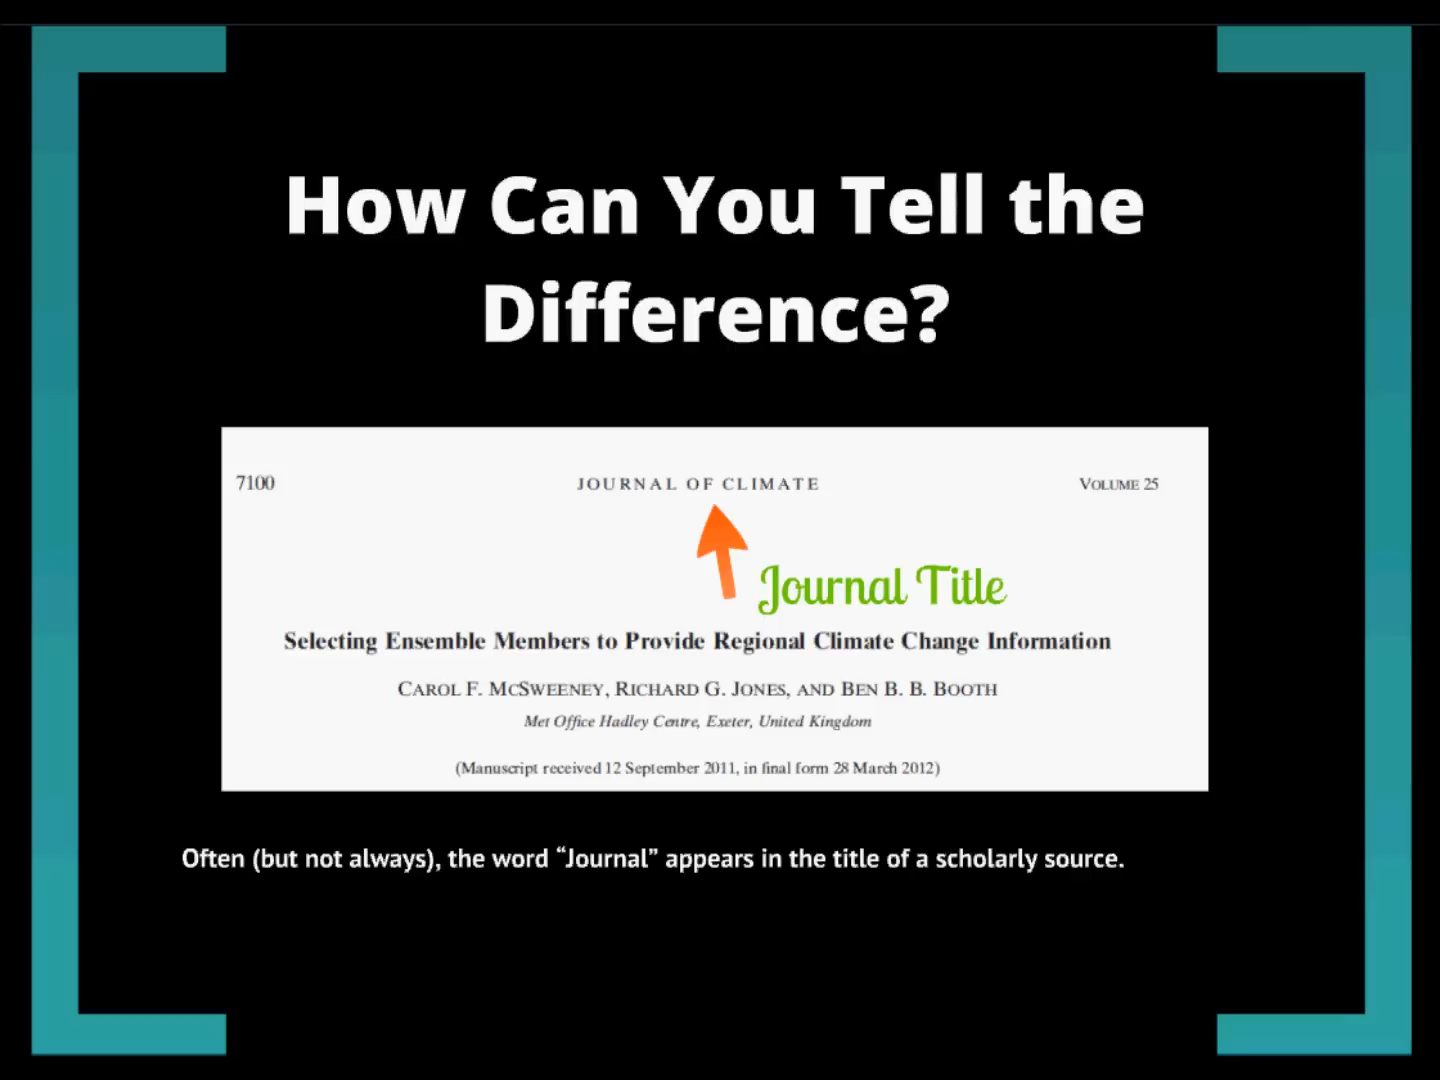 How Can You Tell the
Difference?
7100 JOURNAL OF CLIMATE VOLUME 25
Journal Title
Selecting Ensemble Members to Provide Regional Climate Change Information
CAROL F. MCSWEENEY, RICHARD G. JONES, AND BEN B. B. BOOTH
Met Office Hadley Centre, Exeter, United Kingdom
(Manuscript received 12 September 2011, in final form 28 March 2012)
Often (but not always), the word “Journal” appears in the title of a scholarly source.